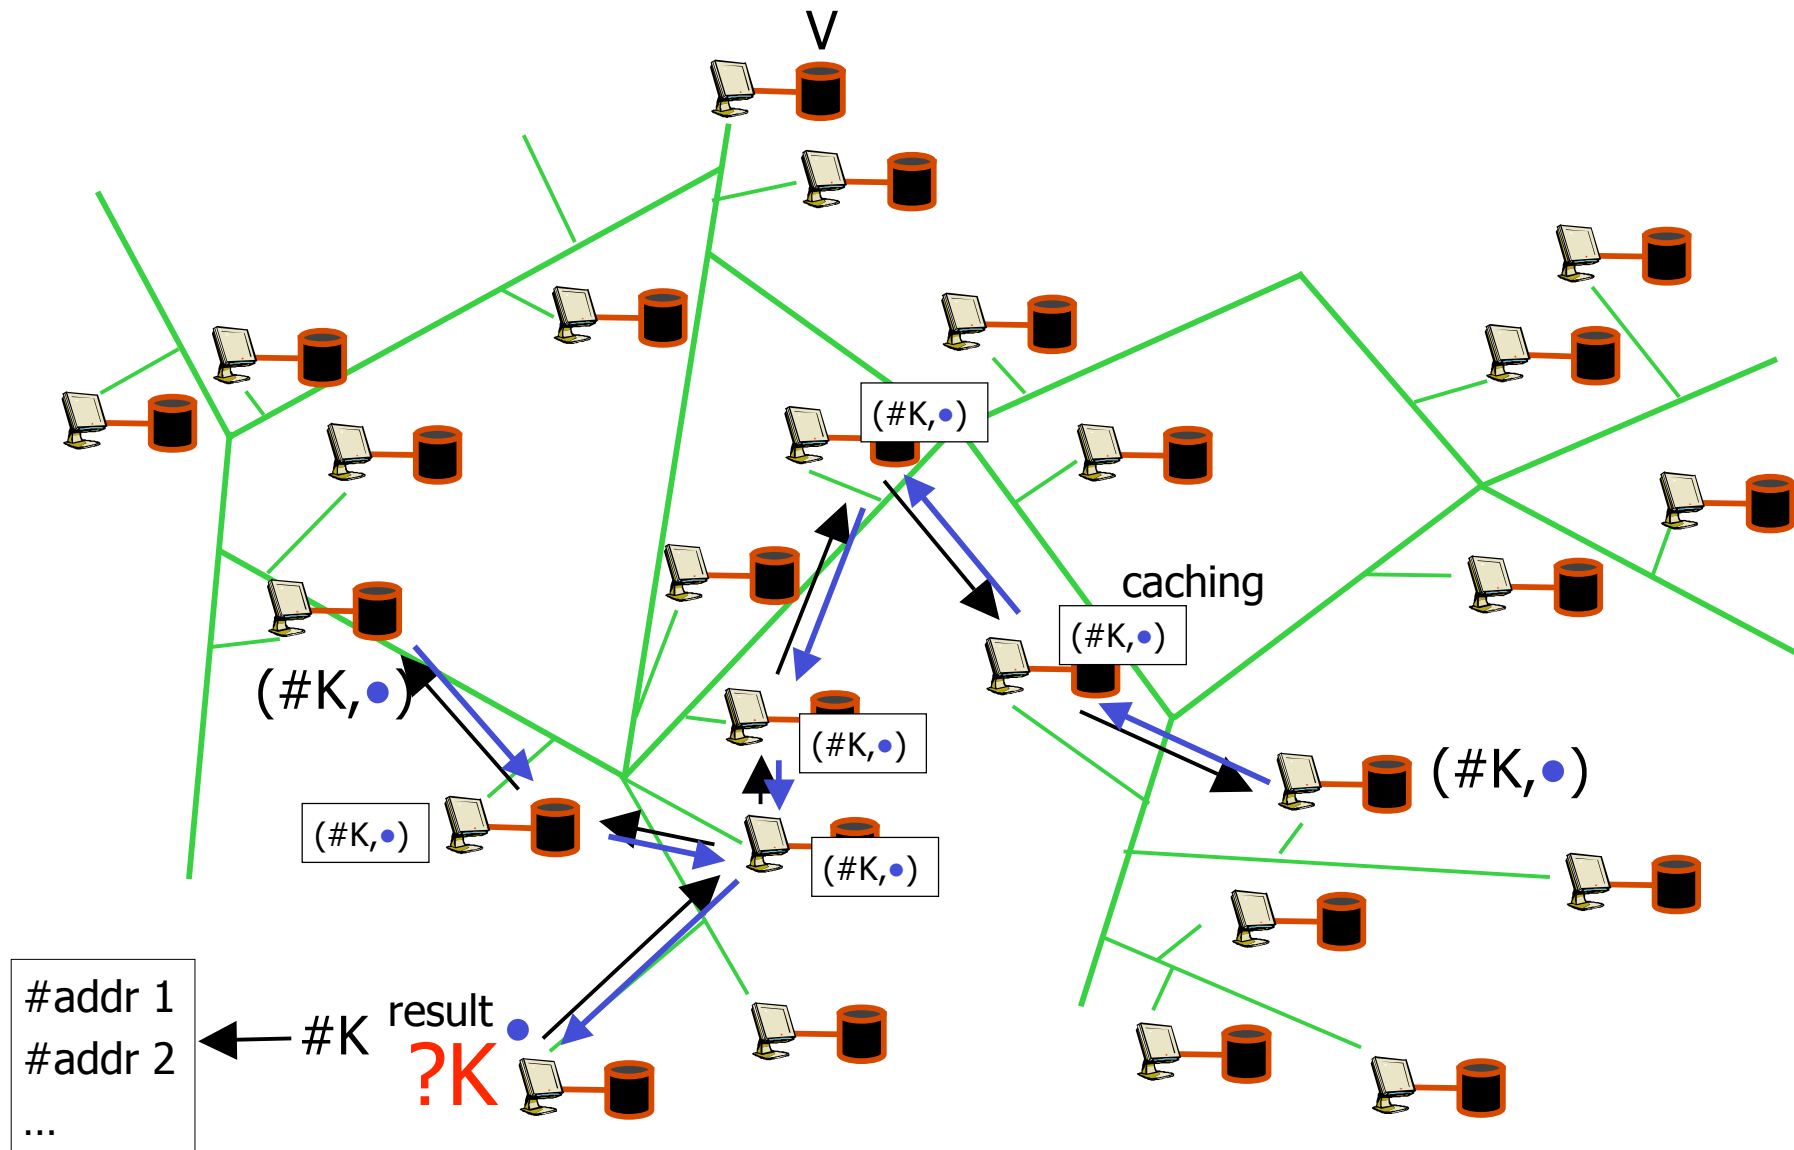 V
(#K,●)
caching
(#K,●)
(#K,●)
(#K,●)
(#K,●)
(#K,●)
(#K,●)
#addr 1
#addr 2
...
#K
result ●
?K